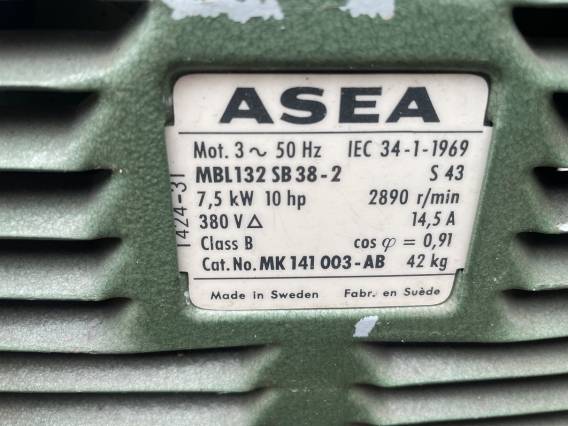 ASEA
Mot. 3 ~ 50 Hz IEC 34-1-1969
MBL132 SB 38-2 S 43
7,5 kW 10 hp 2890 r/min
380 V Δ 14,5 A
Class B cos φ = 0,91
Cat. No. MK 141 003-AB 42 kg
Made in Sweden Fabr. en Suède
1424-31